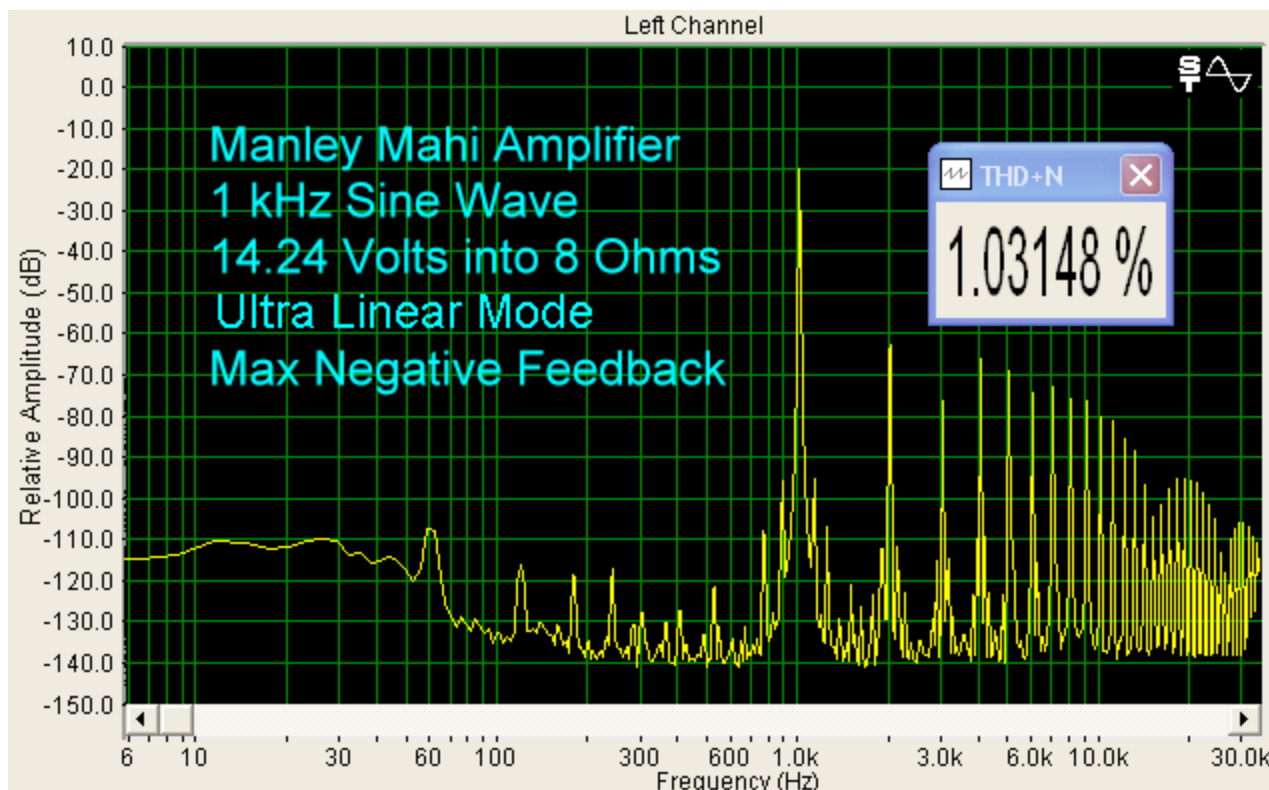 Left Channel
10.0
0.0
-10.0
-20.0
-30.0
-40.0
-50.0
-60.0
-70.0
-80.0
-90.0
-100.0
-110.0
-120.0
-130.0
-140.0
-150.0
Relative Amplitude (dB)
S
T
Manley Mahi Amplifier
1 kHz Sine Wave
14.24 Volts into 8 Ohms
Ultra Linear Mode
Max Negative Feedback
THD+N
1.03148 %
6 10 30 60 100 300 600 1.0k 3.0k 6.0k 10.0k 30.0k
Frequency (Hz)